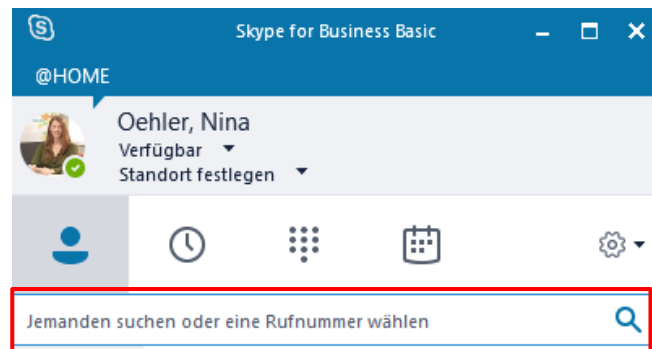 Skype for Business Basic
@HOME
Oehler, Nina
Verfügbar
Standort festlegen
Jemanden suchen oder eine Rufnummer wählen